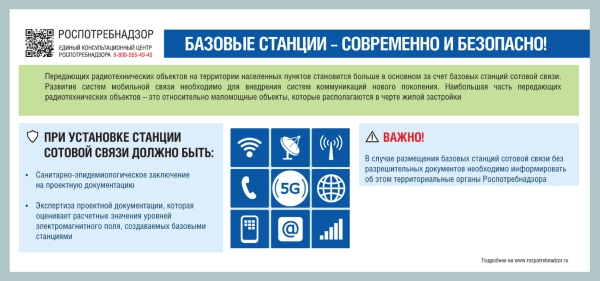 РОСПОТРЕБНАДЗОР
ЕДИНЫЙ КОНСУЛЬТАЦИОННЫЙ ЦЕНТР
РОСПОТРЕБНАДЗОРА 8-800-555-49-43
БАЗОВЫЕ СТАНЦИИ - СОВРЕМЕННО И БЕЗОПАСНО!
Передающих радиотехнических объектов на территории населенных пунктов становится больше в основном за счет базовых станций сотовой связи.
Развитие систем мобильной связи необходимо для внедрения систем коммуникаций нового поколения. Наибольшая часть передающих
радиотехнических объектов – это относительно маломощные объекты, которые располагаются в черте жилой застройки
ПРИ УСТАНОВКЕ СТАНЦИИ
СОТОВОЙ СВЯЗИ ДОЛЖНО БЫТЬ:
• Санитарно-эпидемиологическое заключение
на проектную документацию
• Экспертиза проектной документации, которая
оценивает расчетные значения уровней
электромагнитного поля, создаваемых базовыми
станциями
5G
@
ВАЖНО!
В случае размещения базовых станций сотовой связи без
разрешительных документов необходимо информировать
об этом территориальные органы Роспотребнадзора
Подробнее на www.rospotrebnadzor.ru